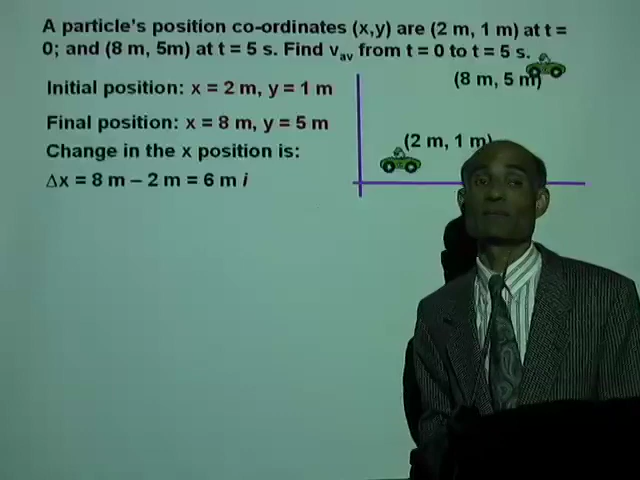 A particle's position co-ordinates (x,y) are (2 m, 1 m) at t =
0; and (8 m, 5m) at t = 5 s. Find vav from t = 0 to t = 5 s.
(8 m, 5 m)
Initial position: x = 2 m, y = 1 m
Final position: x = 8 m, y = 5 m
(2 m, 1 m)
Change in the x position is:
Δx = 8 m – 2 m = 6 m i